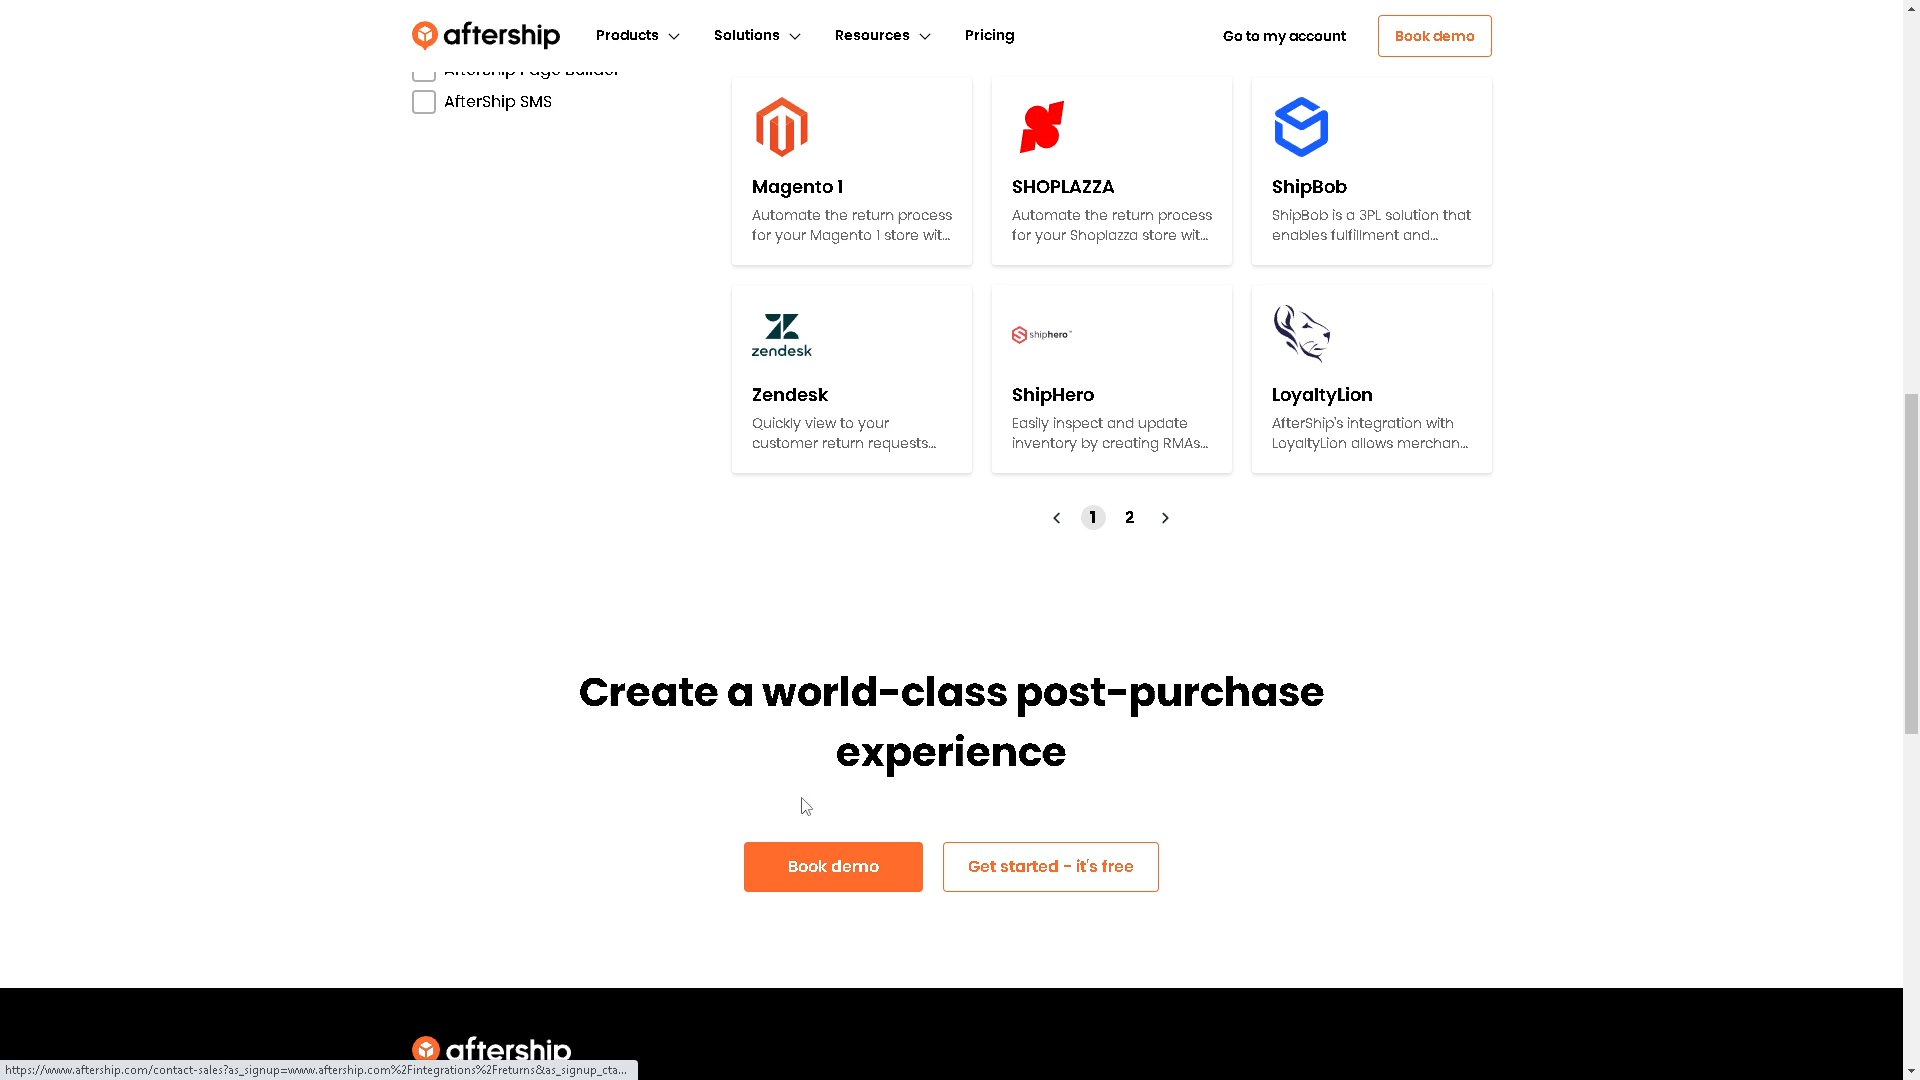 aftership
Products
Solutions
Resources
Pricing
Go to my account
Book demo
AfterShip Page Builder
AfterShip SMS
Magento 1
Automate the return process
for your Magento 1 store wit...
SHOPLAZZA
Automate the return process
for your Shoplazza store wit...
ShipBob
ShipBob is a 3PL solution that
enables fulfillment and...
zendesk
Zendesk
Quickly view to your
customer return requests...
shiphero™
ShipHero
Easily inspect and update
inventory by creating RMAs...
LoyaltyLion
AfterShip's integration with
LoyaltyLion allows merchan...
1 2
Create a world-class post-purchase
experience
Book demo
Get started - it's free
aftership
https://www.aftership.com/contact-sales?as_signup=www.aftership.com%2Fintegrations%2Freturns&as_signup_cta...